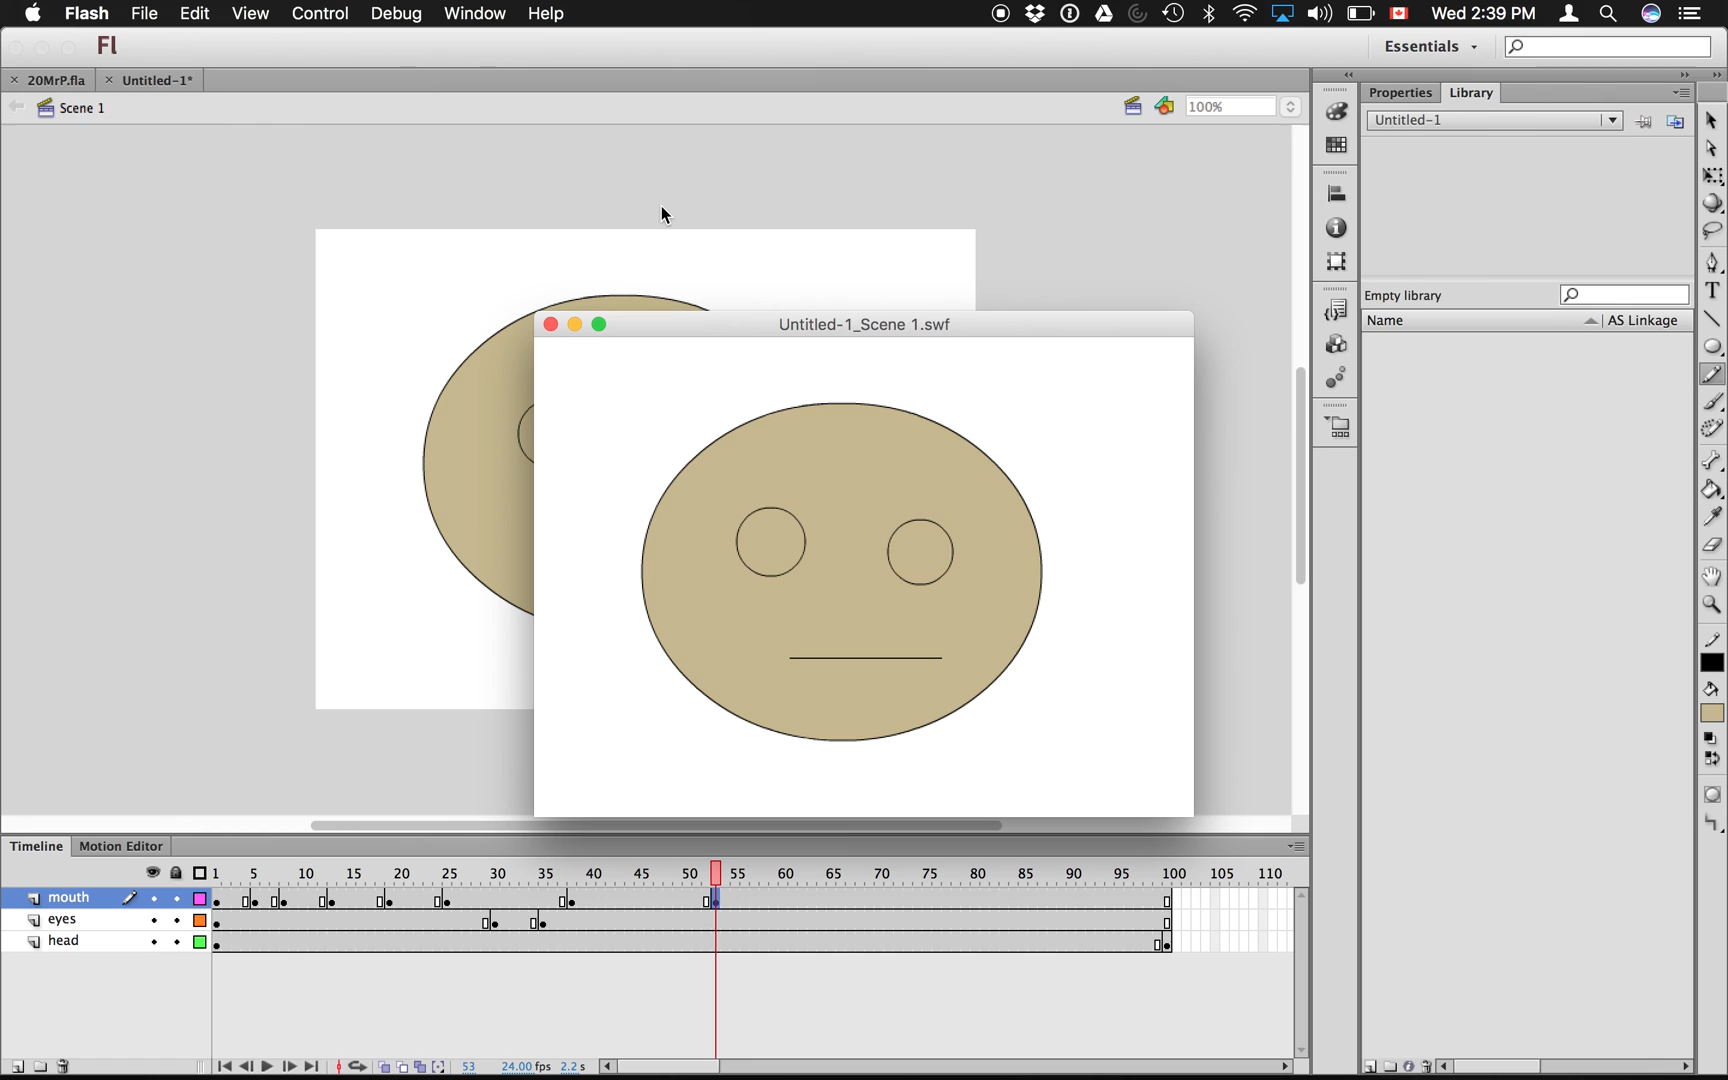 Flash File Edit View Control Debug Window Help Wed 2:39 PM
Fl Essentials
20MrP.fla Untitled-1*
Scene 1 100%
Properties Library
Untitled-1
Empty library
Name AS Linkage
Untitled-1_Scene 1.swf
Timeline Motion Editor
1 5 10 15 20 25 30 35 40 45 50 55 60 65 70 75 80 85 90 95 100 105 110
mouth
eyes
head
53 24.00 fps 2.2 s